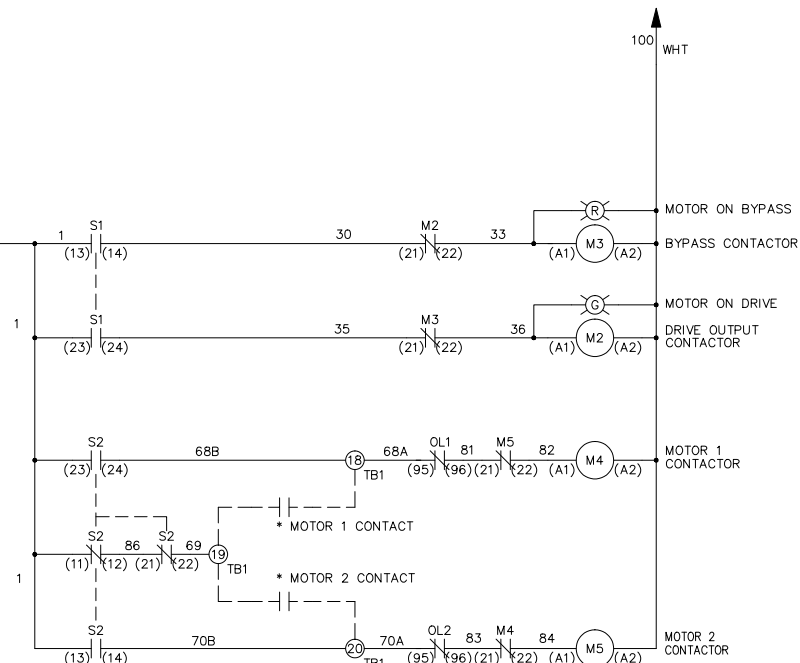 100
WHT
MOTOR ON BYPASS
R
1 S1 30 M2 33
(13) (14) (21) (22) (A1) M3 (A2) BYPASS CONTACTOR
MOTOR ON DRIVE
G
1 S1 35 M3 36
(23) (24) (21) (22) (A1) M2 (A2) DRIVE OUTPUT
CONTACTOR
S2 68B 18 68A OL1 81 M5 82
(23) (24) TB1 (95) (96) (21) (22) (A1) M4 (A2) MOTOR 1
CONTACTOR
* MOTOR 1 CONTACT
S2 86 S2 69 19
(11) (12) (21) (22) TB1
1
* MOTOR 2 CONTACT
S2 70B 20 70A OL2 83 M4 84
(13) (14) TB1 (95) (96) (21) (22) (A1) M5 (A2) MOTOR 2
CONTACTOR